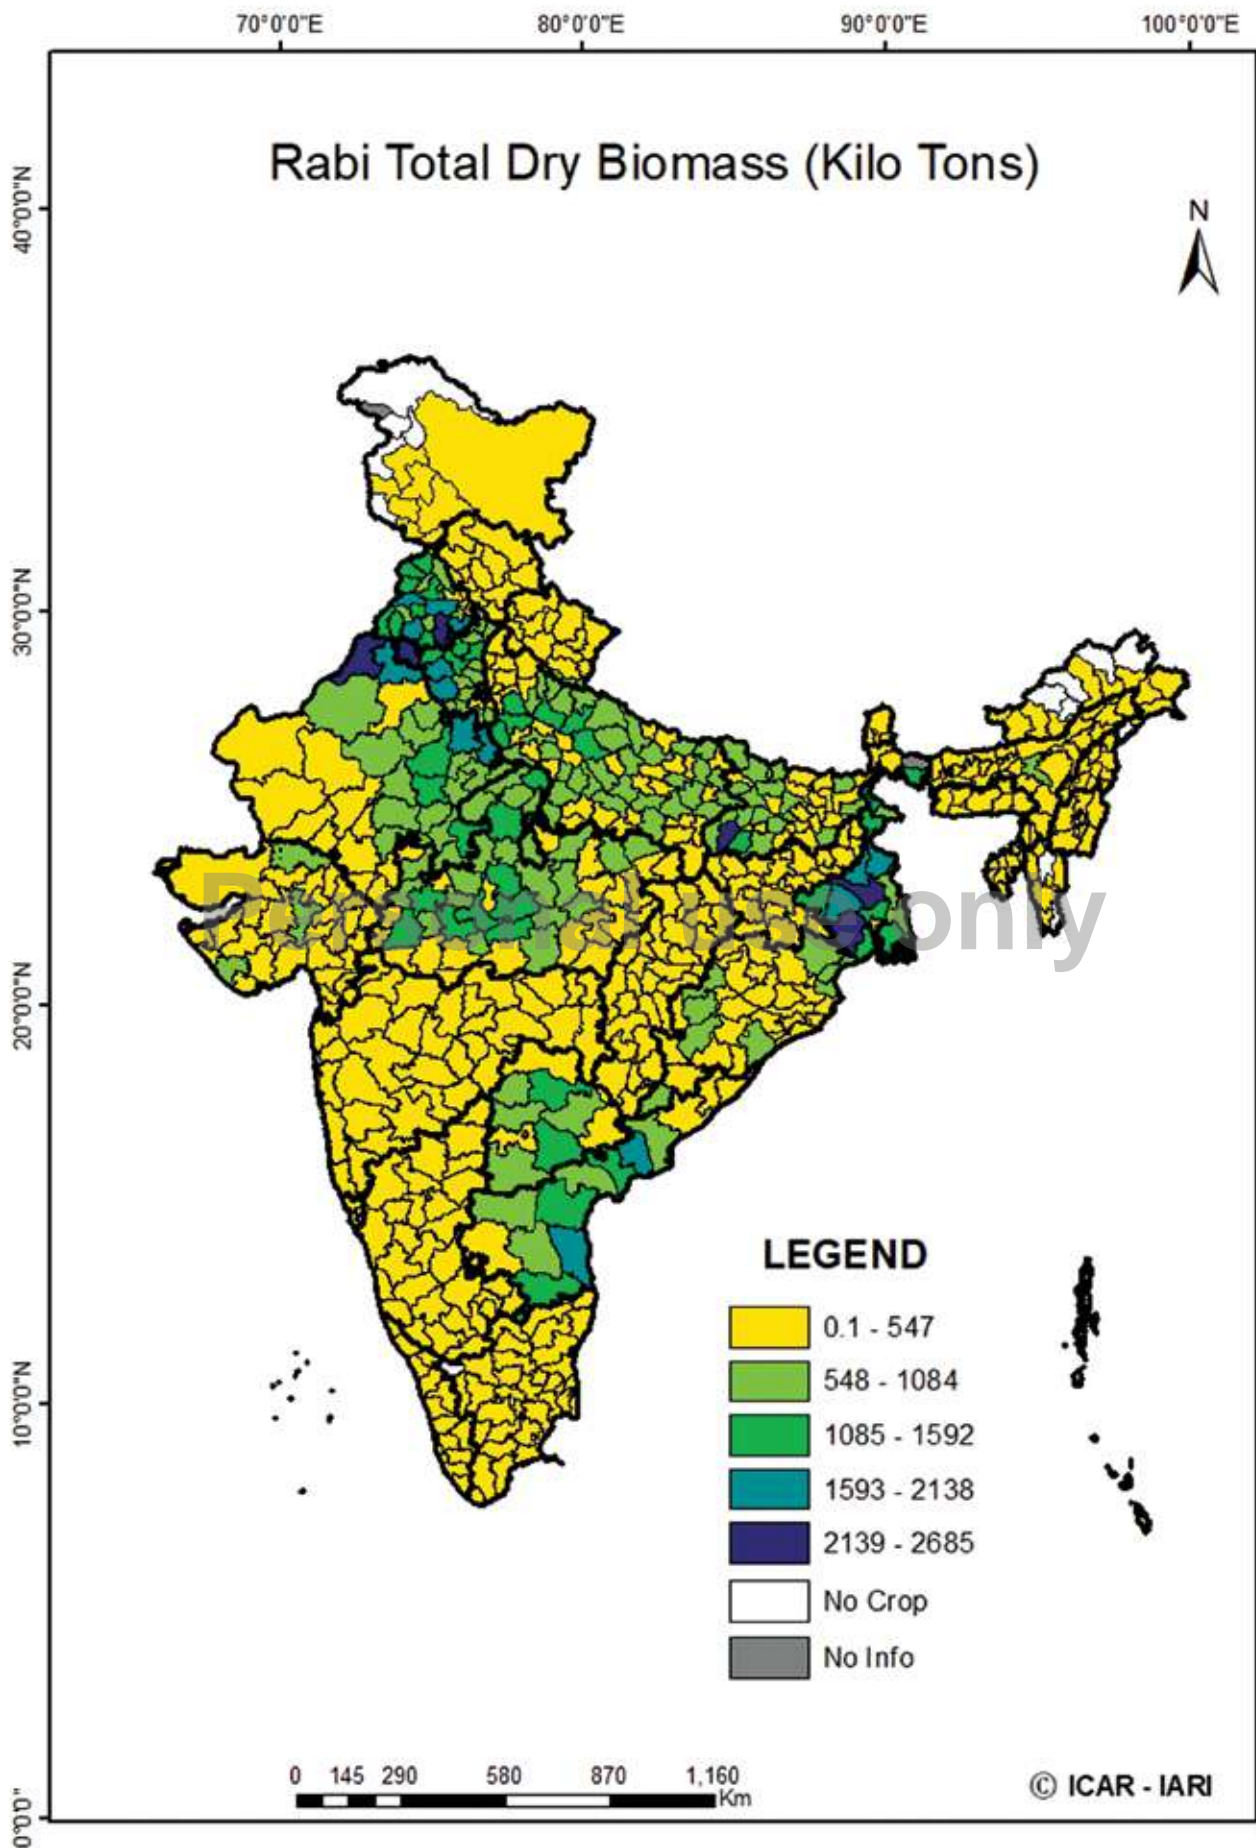 70°0'0"E 80°0'0"E 90°0'0"E 100°0'0"E
Rabi Total Dry Biomass (Kilo Tons)
N
40°0'0"N
30°0'0"N
20°0'0"N
10°0'0"N
0°0'0"
Personal use only
LEGEND
0.1 - 547
548 - 1084
1085 - 1592
1593 - 2138
2139 - 2685
No Crop
No Info
0 145 290 580 870 1,160
Km
© ICAR - IARI